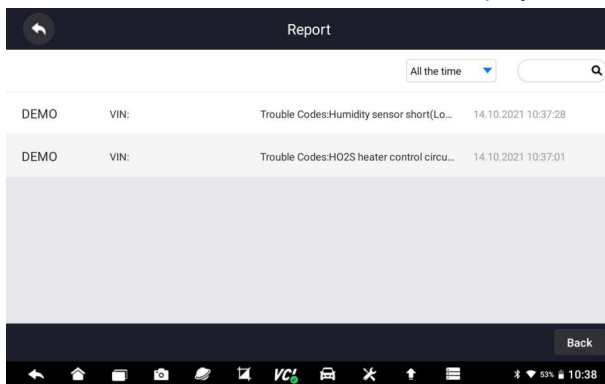 Report
All the time
DEMO VIN: Trouble Codes:Humidity sensor short(Lo... 14.10.2021 10:37:28
DEMO VIN: Trouble Codes:HO2S heater control circu... 14.10.2021 10:37:01
Back
VCI 53% 10:38